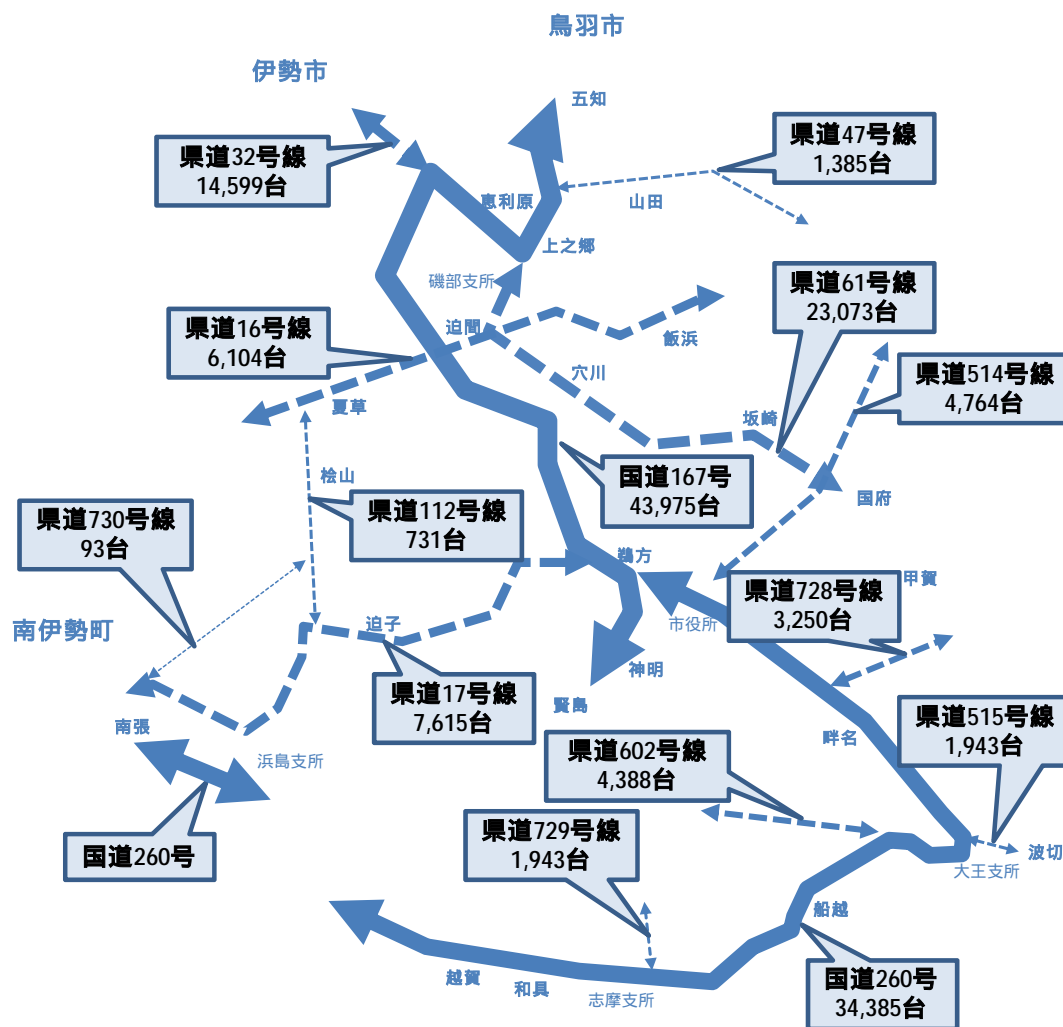 鳥羽市
伊勢市
五知
県道32号線
14,599台
県道47号線
1,385台
恵利原
山田
上之郷
磯部支所
県道61号線
23,073台
県道16号線
6,104台
迫間
飯浜
穴川
県道514号線
4,764台
夏草
坂崎
国道167号
43,975台
国府
桧山
県道112号線
731台
県道730号線
93台
鵜方
県道728号線
3,250台
甲賀
南伊勢町
迫子
市役所
神明
県道17号線
7,615台
賢島
南張
浜島支所
県道602号線
4,388台
畔名
県道515号線
1,943台
国道260号
県道729号線
1,943台
波切
大王支所
船越
越賀
和具
志摩支所
国道260号
34,385台